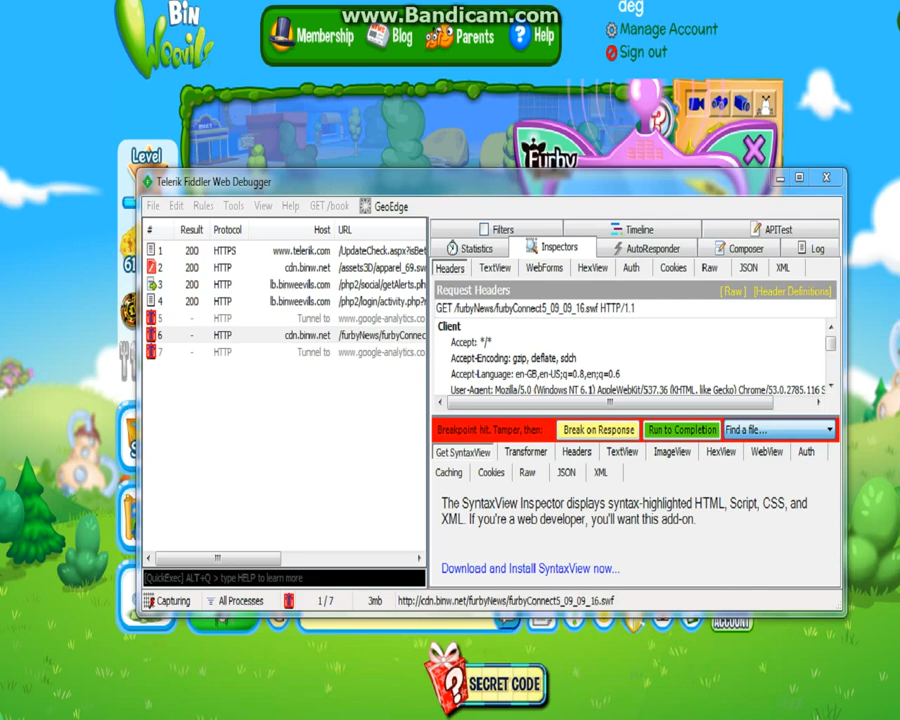 www.Bandicam.com
Bin
Weevils
Membership
Blog
Parents
Help
deg
Manage Account
Sign out
Level
Furby
Telerik Fiddler Web Debugger
File Edit Rules Tools View Help GET /book GeoEdge
# Result Protocol Host URL
1 200 HTTPS www.telerik.com /UpdateCheck.aspx?isBet
2 200 HTTP cdn.binw.net /assets3D/apparel_69.sw
3 200 HTTP lb.binweevils.com /php2/social/getAlerts.ph
4 200 HTTP lb.binweevils.com /php2/login/activity.php?r
5 - HTTP Tunnel to www.google-analytics.co
6 - HTTP cdn.binw.net /furbyNews/furbyConnec
7 - HTTP Tunnel to www.google-analytics.co
Filters Timeline APITest
Statistics Inspectors AutoResponder Composer Log
Headers TextView WebForms HexView Auth Cookies Raw JSON XML
Request Headers [Raw] [Header Definitions]
GET /furbyNews/furbyConnect5_09_09_16.swf HTTP/1.1
Client
Accept: */*
Accept-Encoding: gzip, deflate, sdch
Accept-Language: en-GB,en-US;q=0.8,en;q=0.6
User-Agent: Mozilla/5.0 (Windows NT 6.1) AppleWebKit/537.36 (KHTML, like Gecko) Chrome/53.0.2785.116 S
Breakpoint hit. Tamper, then: Break on Response Run to Completion Find a file...
Get SyntaxView Transformer Headers TextView ImageView HexView WebView Auth
Caching Cookies Raw JSON XML
The SyntaxView Inspector displays syntax-highlighted HTML, Script, CSS, and
XML. If you're a web developer, you'll want this add-on.
Download and Install SyntaxView now...
[QuickExec] ALT+Q > type HELP to learn more
Capturing All Processes 1 / 7 3mb http://cdn.binw.net/furbyNews/furbyConnect5_09_09_16.swf
ACCOUNT
SECRET CODE